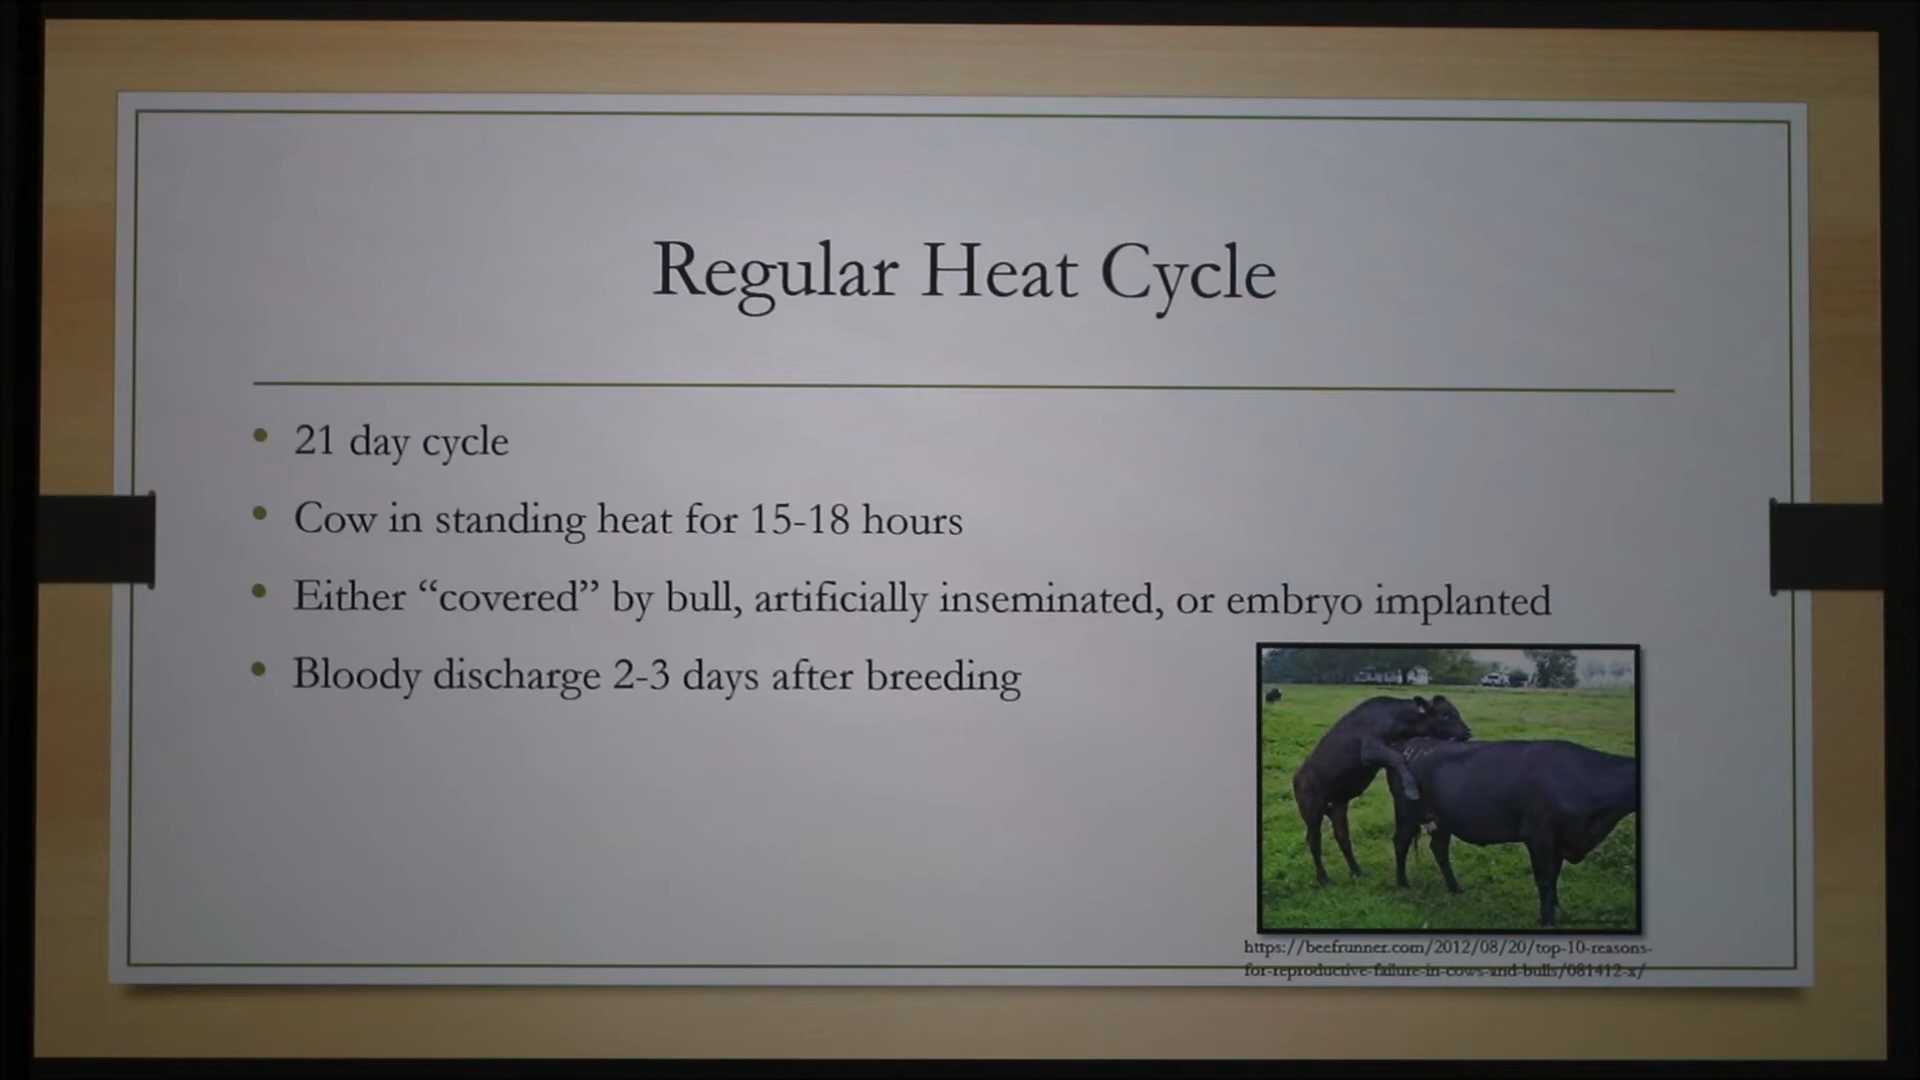 Regular Heat Cycle
• 21 day cycle
• Cow in standing heat for 15-18 hours
• Either “covered” by bull, artificially inseminated, or embryo implanted
• Bloody discharge 2-3 days after breeding
https://beefrunner.com/2012/08/20/top-10-reasons-
for-reproductive-failure-in-cows-and-bulls/081412-x/